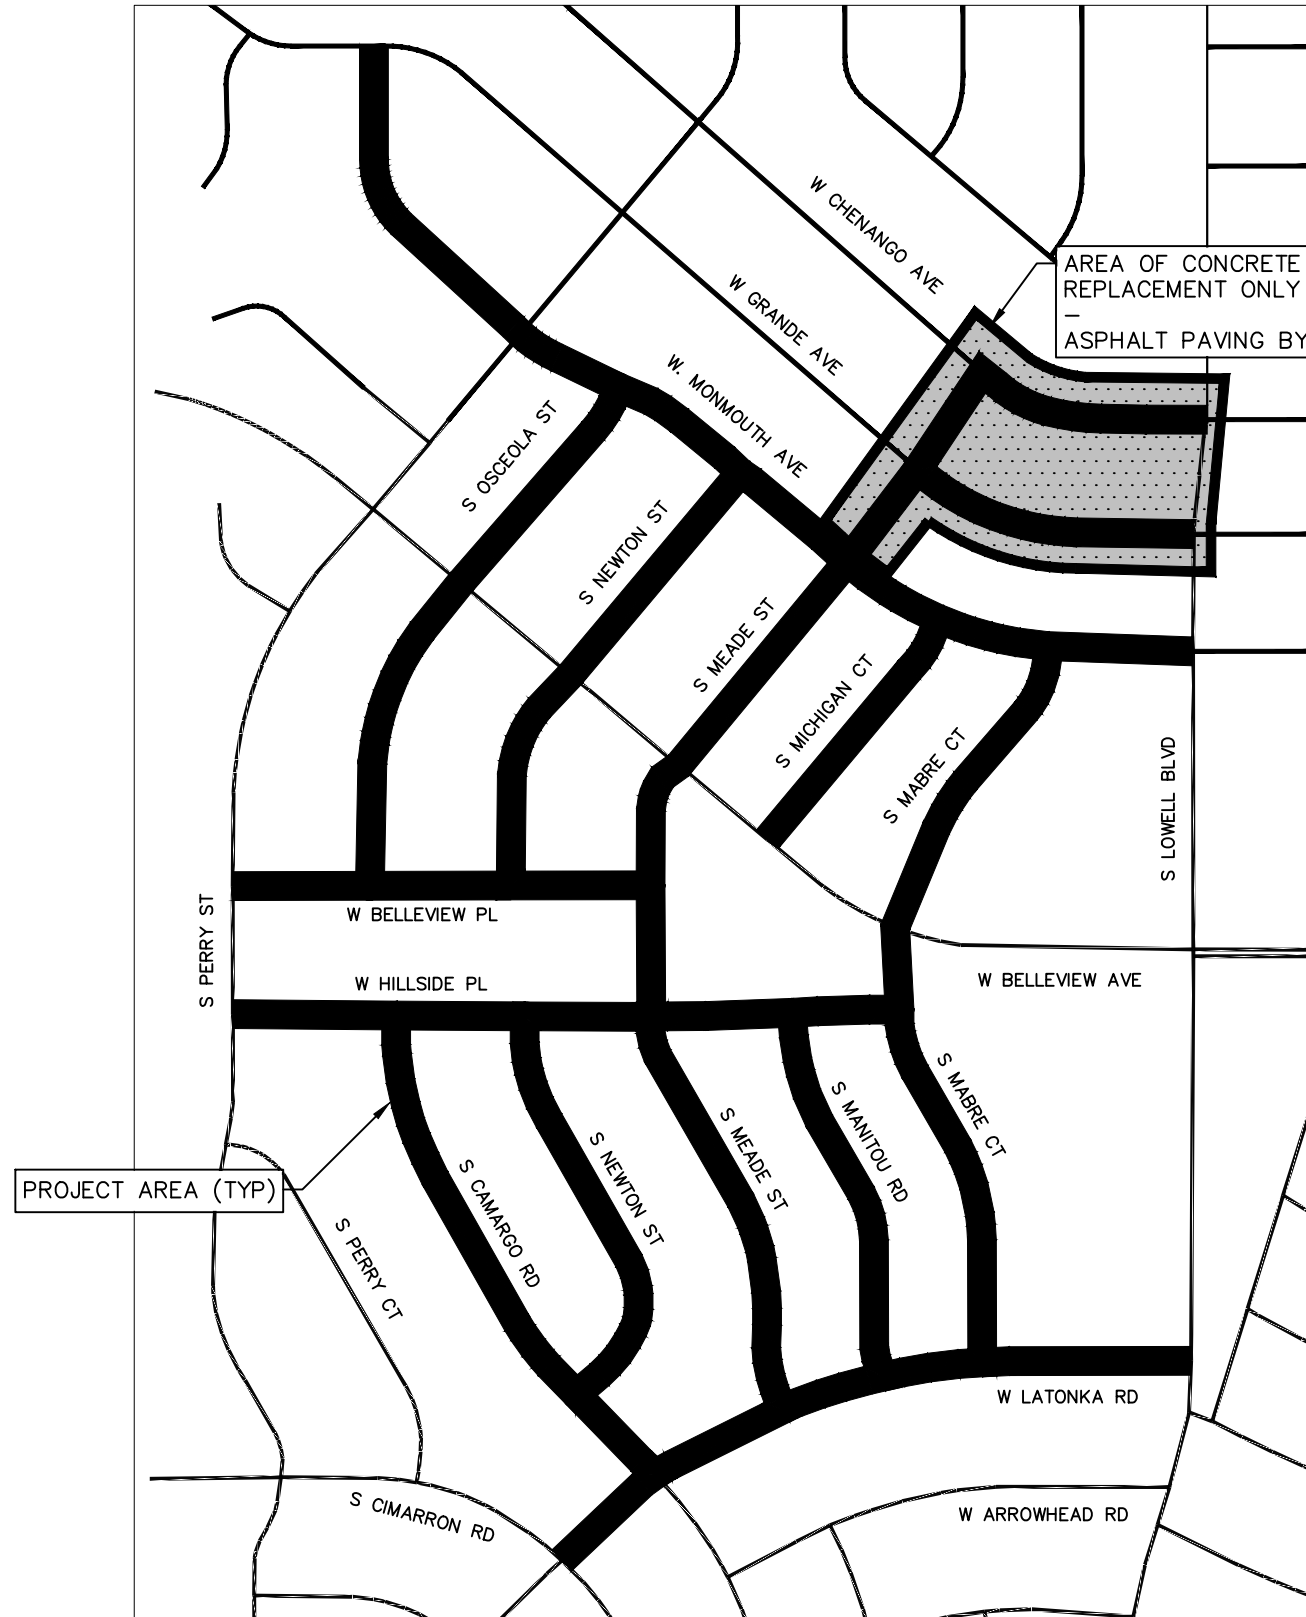 W CHENANGO AVE
AREA OF CONCRETE
REPLACEMENT ONLY
–
ASPHALT PAVING BY
W GRANDE AVE
W. MONMOUTH AVE
S OSCEOLA ST
S NEWTON ST
S MEADE ST
S MICHIGAN CT
S MABRE CT
S LOWELL BLVD
S PERRY ST
W BELLEVIEW PL
W HILLSIDE PL
W BELLEVIEW AVE
S MABRE CT
S MANITOU RD
S MEADE ST
S NEWTON ST
S CAMARGO RD
PROJECT AREA (TYP)
S PERRY CT
W LATONKA RD
S CIMARRON RD
W ARROWHEAD RD